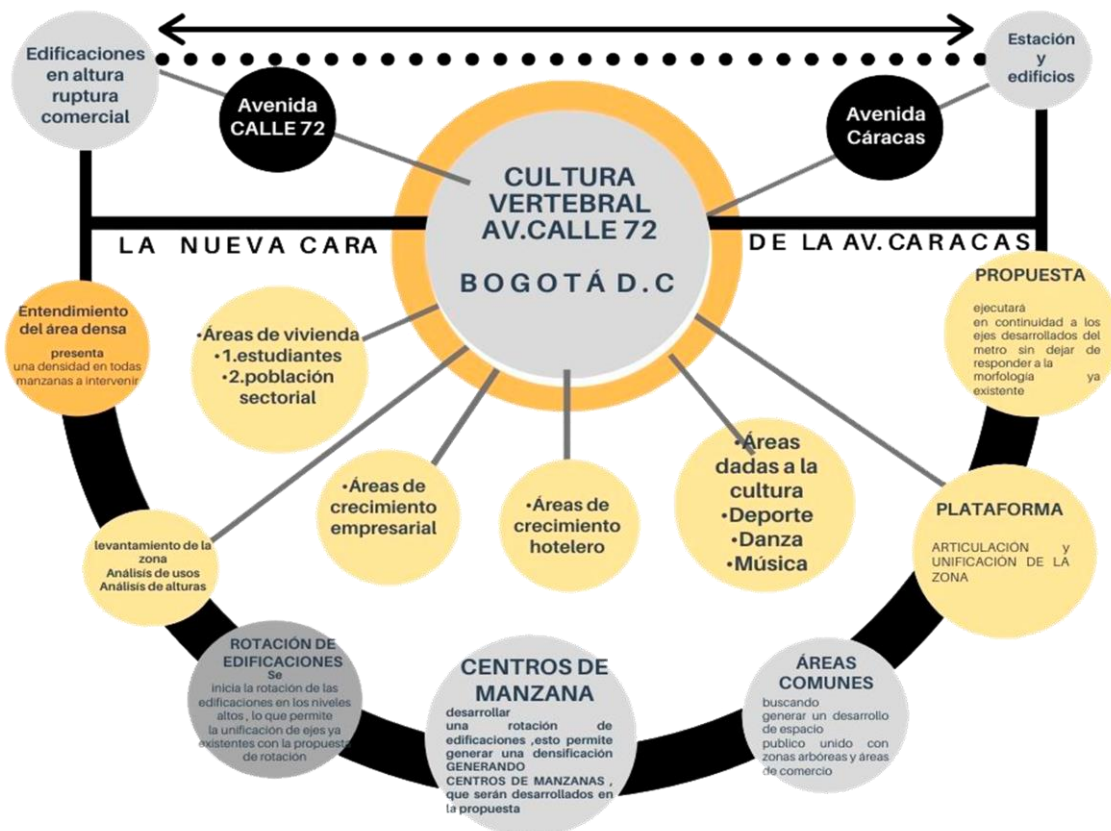 Edificaciones
en altura
ruptura
comercial
Avenida
CALLE 72
Avenida
Cáracas
Estación
y
edificios
CULTURA
VERTEBRAL
AV.CALLE 72
BOGOTÁ D.C
LA NUEVA CARA
DE LA AV.CARACAS
Entendimiento
del área densa
presenta
una densidad en todas
manzanas a intervenir
•Áreas de vivienda
•1.estudiantes
•2.población
sectorial
•Áreas de
crecimiento
empresarial
•Áreas de
crecimiento
hotelero
•Áreas
dadas a la
cultura
•Deporte
•Danza
•Música
PROPUESTA
ejecutará
en continuidad a los
ejes desarrollados del
metro sin dejar de
responder a la
morfología ya
existente
PLATAFORMA
ARTICULACIÓN y
UNIFICACIÓN DE LA
ZONA
levantamiento de la
zona
Análisis de usos
Análisis de alturas
ROTACIÓN DE
EDIFICACIONES
Se
inicia la rotación de las
edificaciones en los niveles
altos , lo que permite
la unificación de ejes ya
existentes con la propuesta
de rotación
CENTROS DE
MANZANA
desarrollar
una rotación de
edificaciones ,esto permite
generar una densificación
GENERANDO
CENTROS DE MANZANAS ,
que serán desarrollados en
la propuesta
ÁREAS
COMUNES
buscando
generar un desarrollo
de espacio
publico unido con
zonas arbóreas y áreas
de comercio